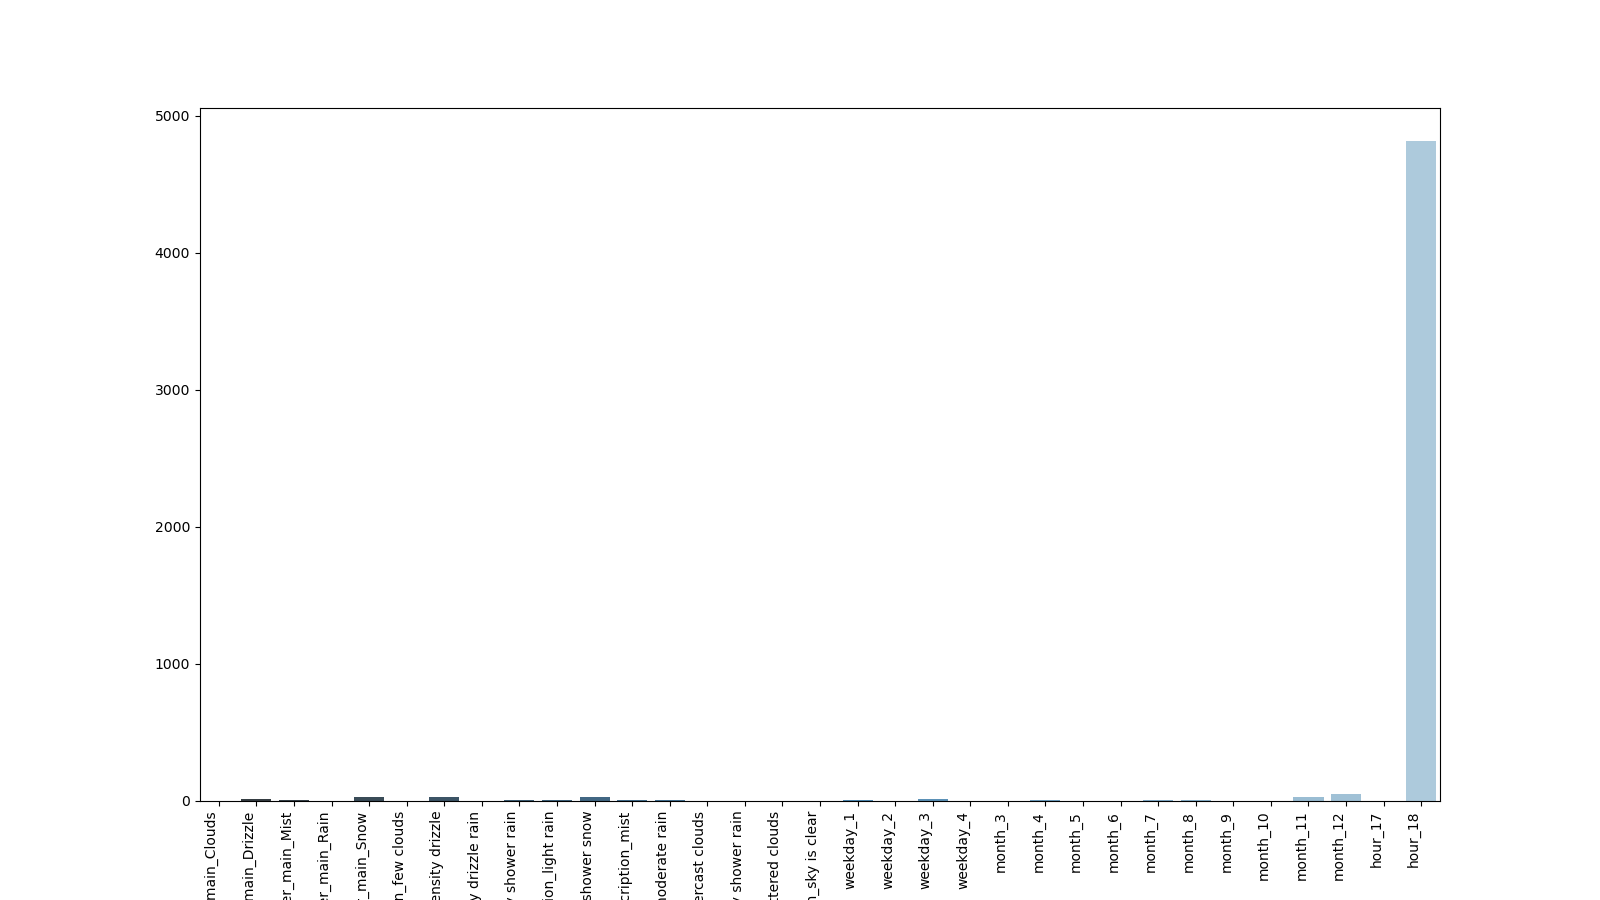 5000
4000
3000
2000
1000
0
main_Clouds
main_Drizzle
er_main_Mist
er_main_Rain
_main_Snow
n_few clouds
ensity drizzle
y drizzle rain
shower rain
ion_light rain
shower snow
cription_mist
noderate rain
ercast clouds
shower rain
ttered clouds
n_sky is clear
weekday_1
weekday_2
weekday_3
weekday_4
month_3
month_4
month_5
month_6
month_7
month_8
month_9
month_10
month_11
month_12
hour_17
hour_18